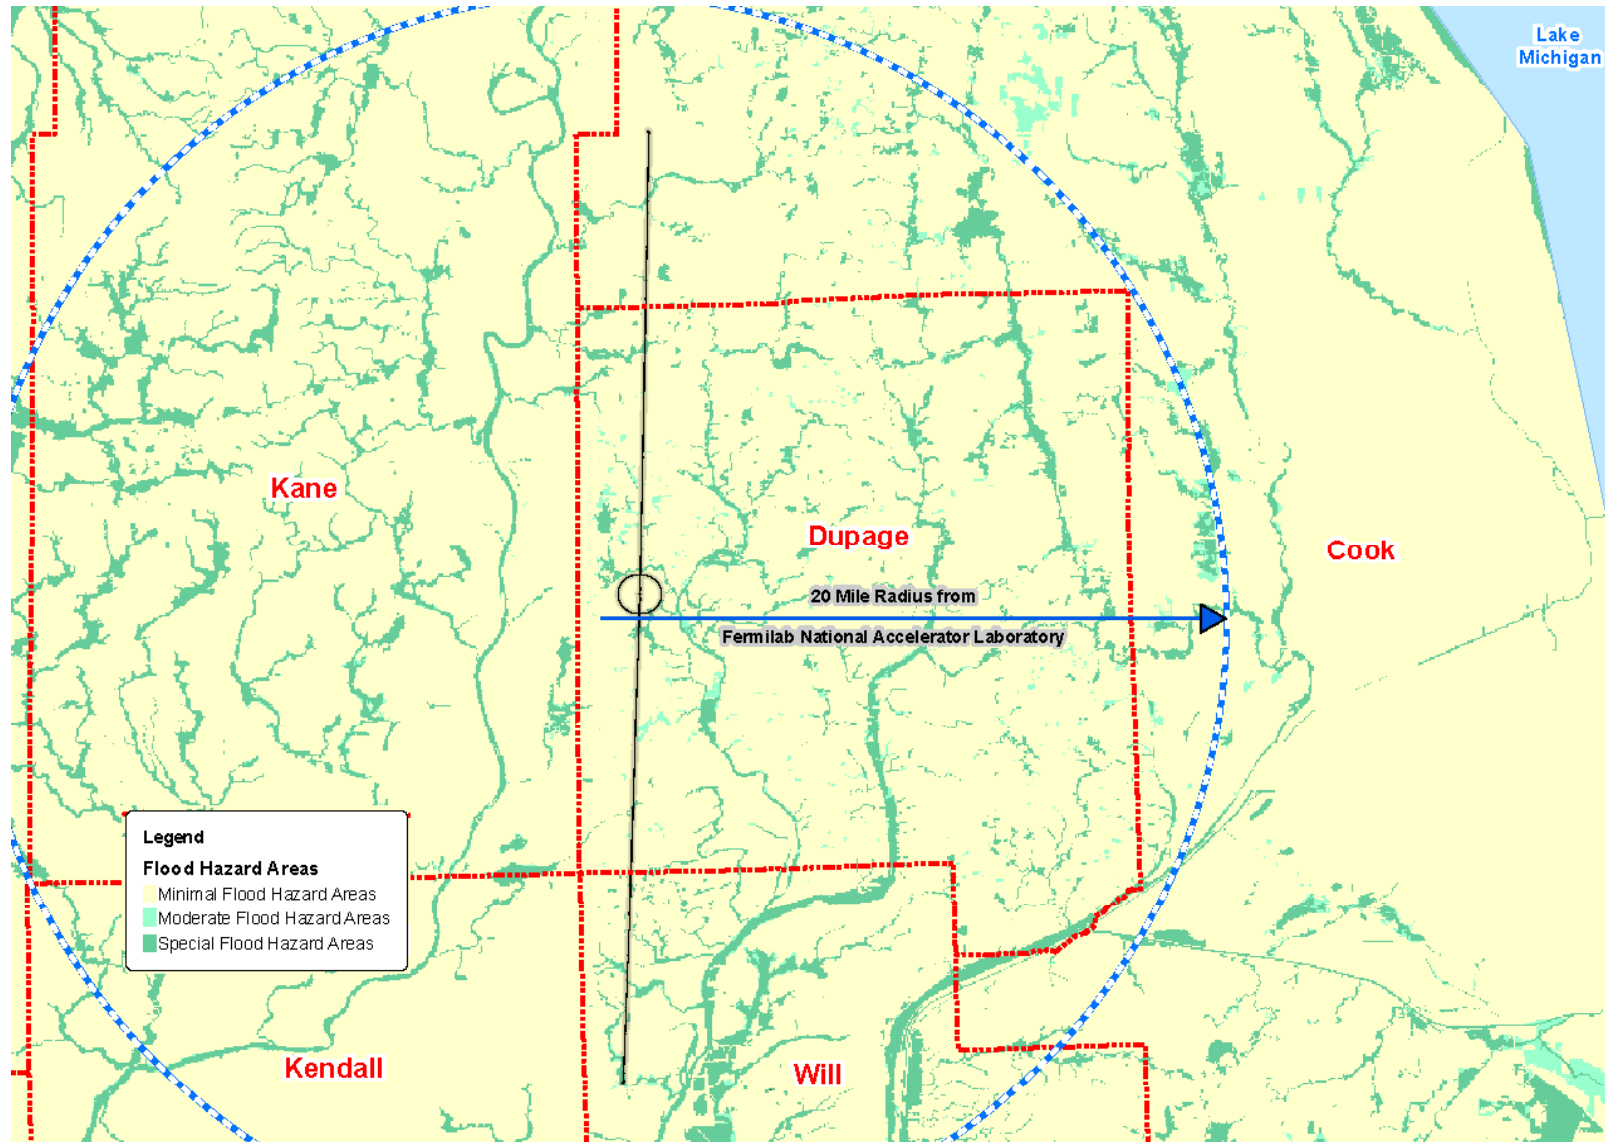 Lake
Michigan
Kane
Dupage
Cook
20 Mile Radius from
Fermilab National Accelerator Laboratory
Legend
Flood Hazard Areas
Minimal Flood Hazard Areas
Moderate Flood Hazard Areas
Special Flood Hazard Areas
Kendall
Will